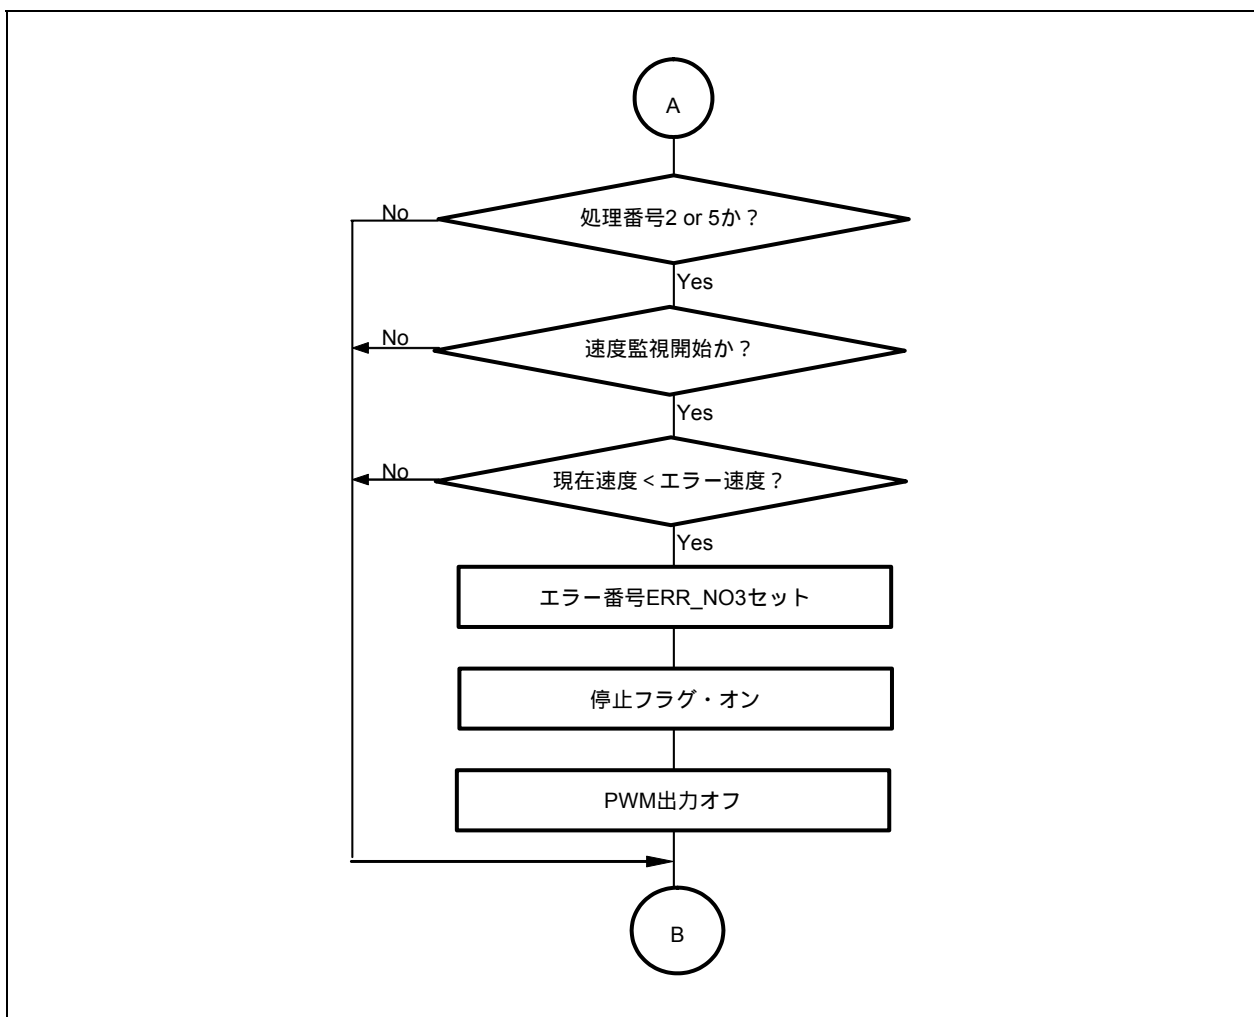 A
No
処理番号2 or 5か？
Yes
No
速度監視開始か？
Yes
No
現在速度＜エラー速度？
Yes
エラー番号ERR_NO3セット
停止フラグ・オン
PWM出力オフ
B